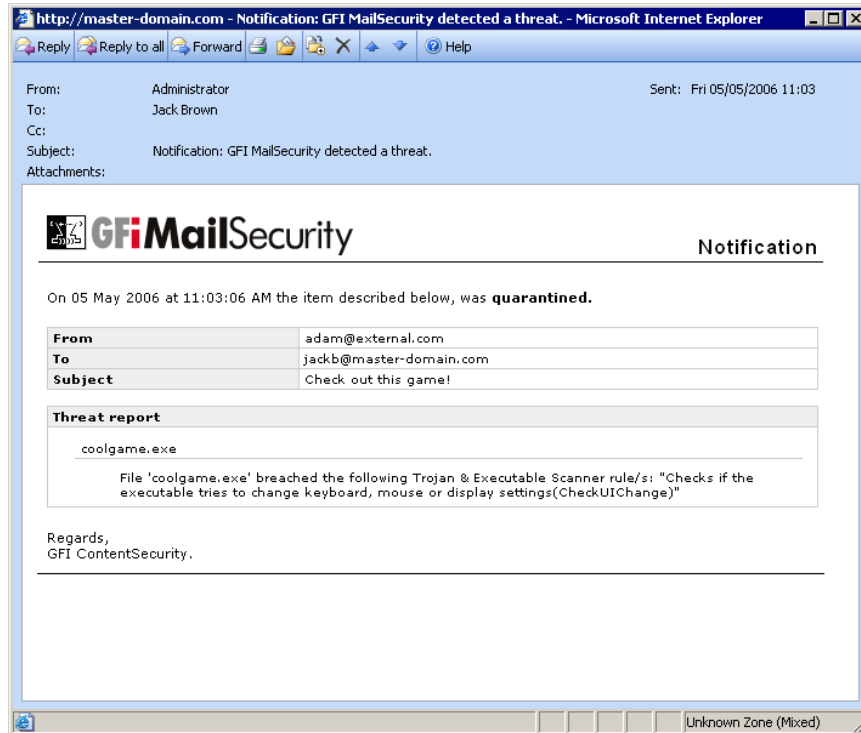 http://master-domain.com - Notification: GFI MailSecurity detected a threat. - Microsoft Internet Explorer
Reply Reply to all Forward Help
From: Administrator Sent: Fri 05/05/2006 11:03
To: Jack Brown
Cc:
Subject: Notification: GFI MailSecurity detected a threat.
Attachments:
GFi MailSecurity
Notification
On 05 May 2006 at 11:03:06 AM the item described below, was quarantined.
From adam@external.com
To jackb@master-domain.com
Subject Check out this game!
Threat report
coolgame.exe
File 'coolgame.exe' breached the following Trojan & Executable Scanner rule/s: "Checks if the
executable tries to change keyboard, mouse or display settings(CheckUIChange)"
Regards,
GFI ContentSecurity.
Unknown Zone (Mixed)